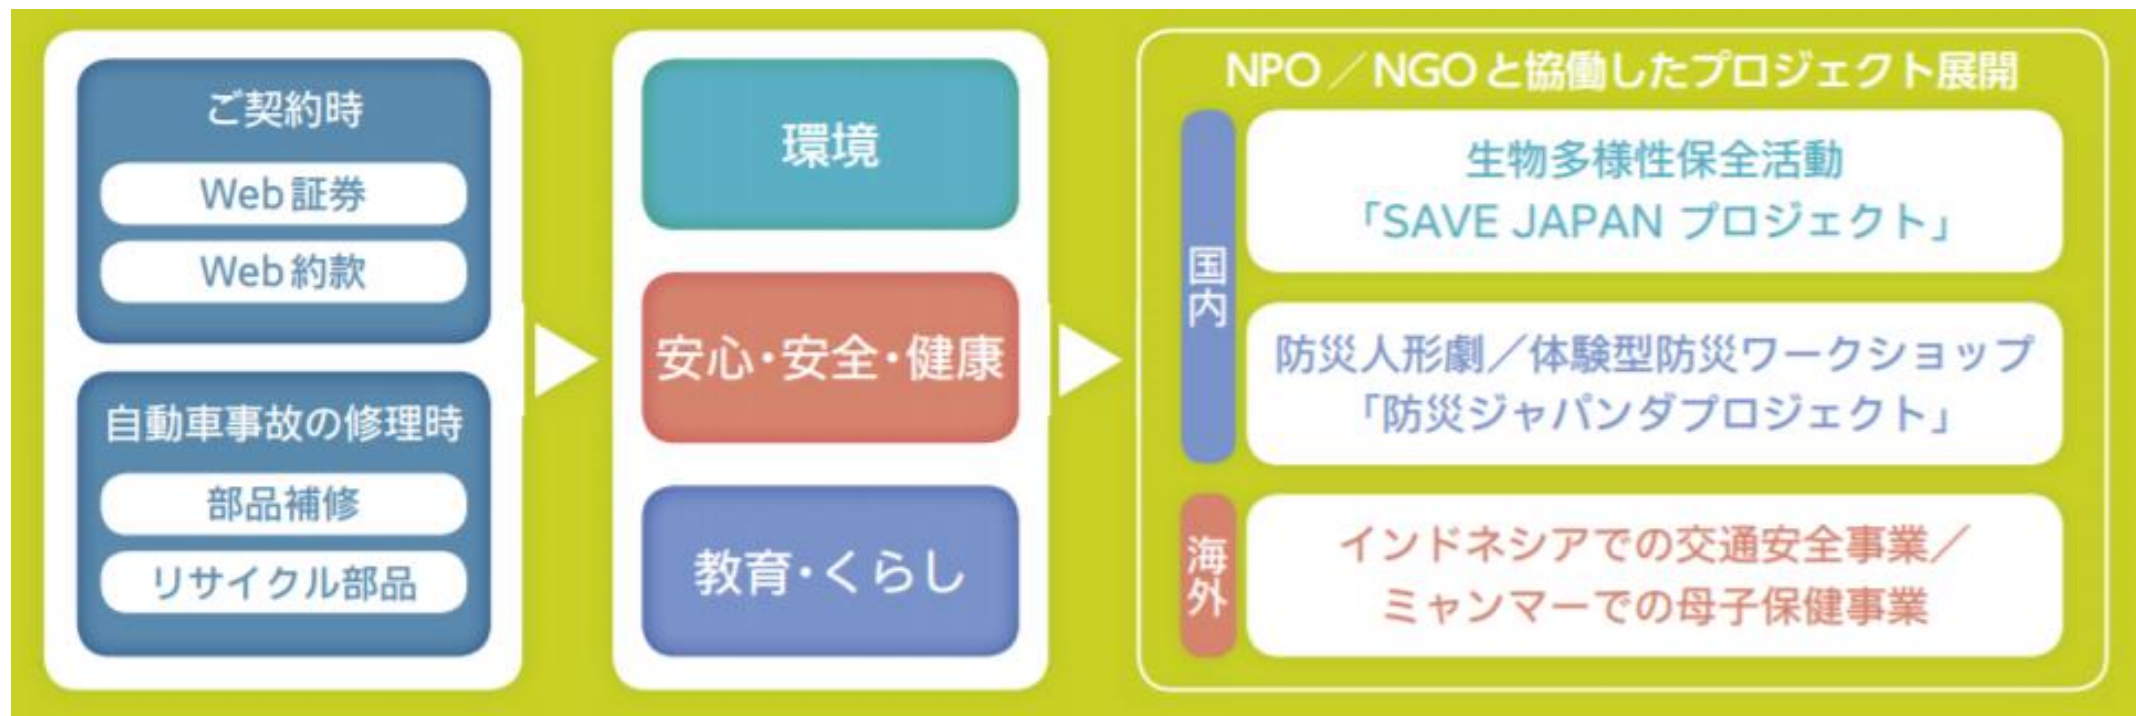 ご契約時
Web証券
Web約款
自動車事故の修理時
部品補修
リサイクル部品
環境
安心・安全・健康
教育・くらし
NPO／NGOと協働したプロジェクト展開
国内
生物多様性保全活動
「SAVE JAPAN プロジェクト」
防災人形劇／体験型防災ワークショップ
「防災ジャパンダプロジェクト」
海外
インドネシアでの交通安全事業／
ミャンマーでの母子保健事業